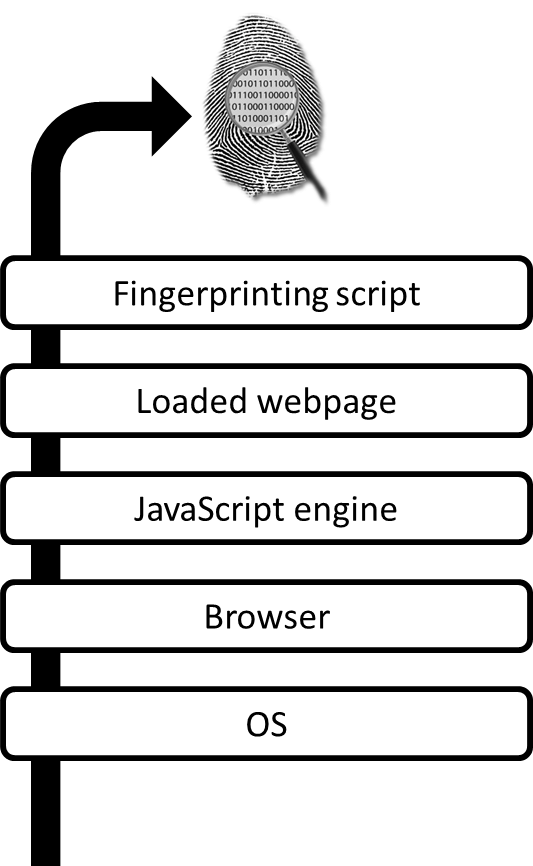 Fingerprinting script
Loaded webpage
JavaScript engine
Browser
OS